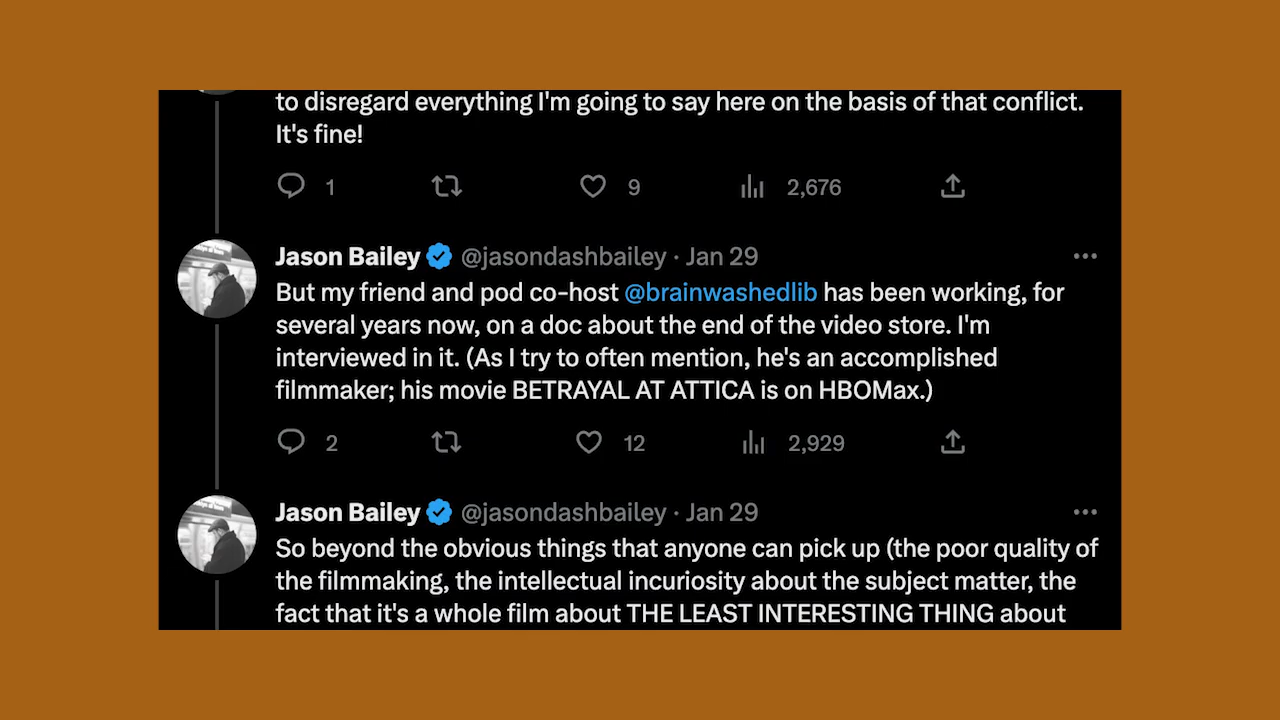 to disregard everything I'm going to say here on the basis of that conflict.
It's fine!
1 9 2,676
Jason Bailey @jasondashbailey · Jan 29
But my friend and pod co-host @brainwashedlib has been working, for
several years now, on a doc about the end of the video store. I'm
interviewed in it. (As I try to often mention, he's an accomplished
filmmaker; his movie BETRAYAL AT ATTICA is on HBOMax.)
2 12 2,929
Jason Bailey @jasondashbailey · Jan 29
So beyond the obvious things that anyone can pick up (the poor quality of
the filmmaking, the intellectual incuriosity about the subject matter, the
fact that it's a whole film about THE LEAST INTERESTING THING about